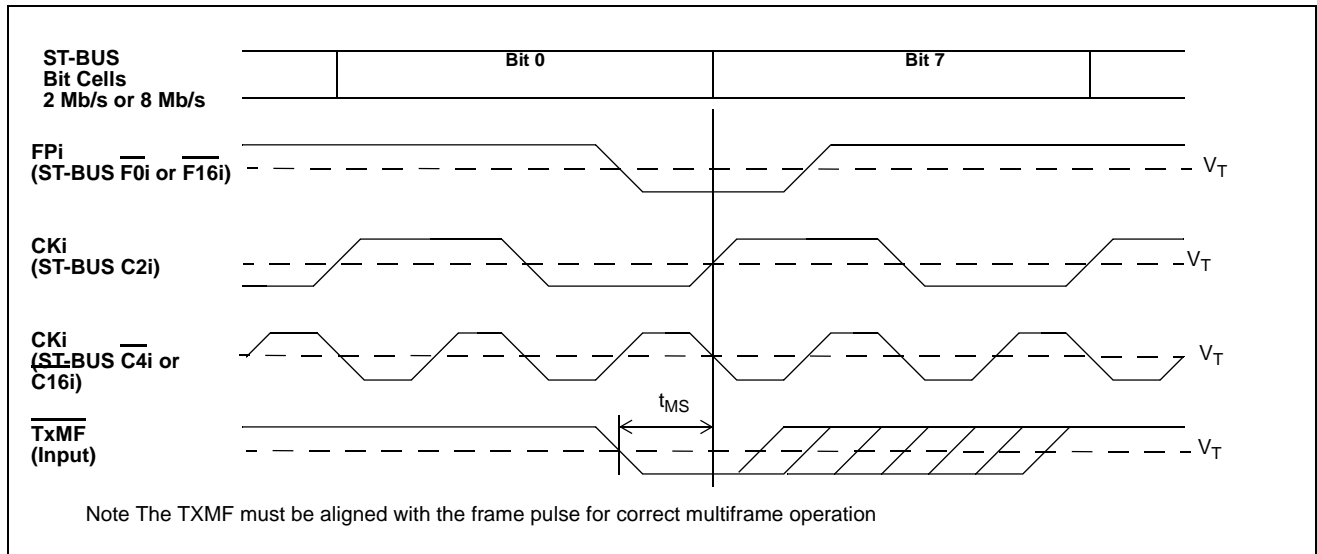 ST-BUS
Bit Cells
2 Mb/s or 8 Mb/s
Bit 0
Bit 7
FPi
(ST-BUS F0i or F16i)
VT
CKi
(ST-BUS C2i)
VT
CKi
(ST-BUS C4i or
C16i)
VT
tMS
TxMF
(Input)
VT
Note The TXMF must be aligned with the frame pulse for correct multiframe operation